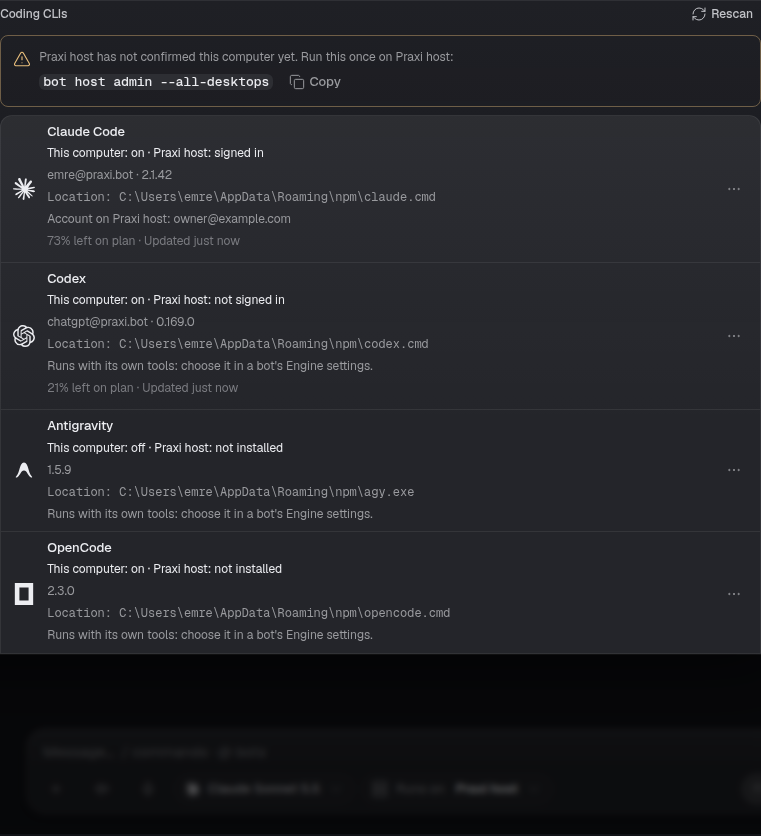 Coding CLIs
Rescan
Praxi host has not confirmed this computer yet. Run this once on Praxi host:
bot host admin --all-desktops
Copy
Claude Code
This computer: on · Praxi host: signed in
emre@praxi.bot · 2.1.42
Location: C:\Users\emre\AppData\Roaming\npm\claude.cmd
Account on Praxi host: owner@example.com
73% left on plan · Updated just now
Codex
This computer: on · Praxi host: not signed in
chatgpt@praxi.bot · 0.169.0
Location: C:\Users\emre\AppData\Roaming\npm\codex.cmd
Runs with its own tools: choose it in a bot's Engine settings.
21% left on plan · Updated just now
Antigravity
This computer: off · Praxi host: not installed
1.5.9
Location: C:\Users\emre\AppData\Roaming\npm\agy.exe
Runs with its own tools: choose it in a bot's Engine settings.
OpenCode
This computer: on · Praxi host: not installed
2.3.0
Location: C:\Users\emre\AppData\Roaming\npm\opencode.cmd
Runs with its own tools: choose it in a bot's Engine settings.
Praxi host